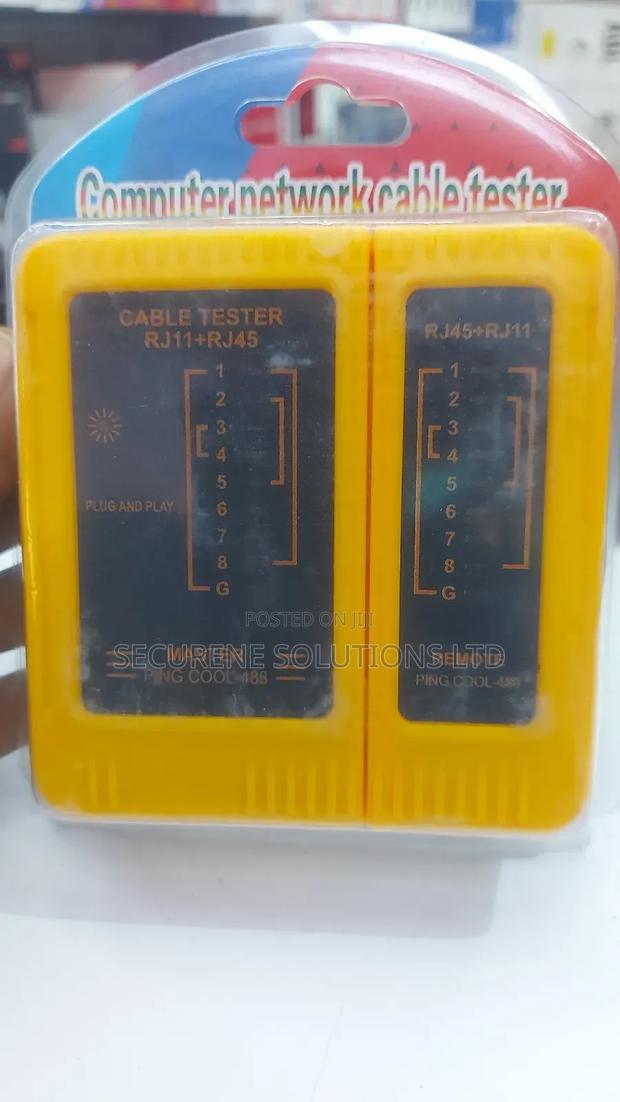 Computer network cable tester
CABLE TESTER
RJ11+RJ45
1
2
3
4
5
6
7
8
G
PLUG AND PLAY
MASTER
PING COOL-468
RJ45+RJ11
1
2
3
4
5
6
7
8
G
REMOTE
PING COOL-468
POSTED ON JIJI
SECURENE SOLUTIONS LTD